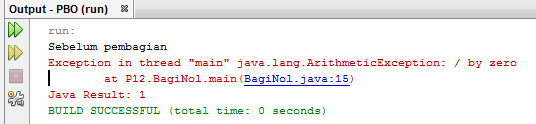 Output - PBO (run)
run:
Sebelum pembagian
Exception in thread "main" java.lang.ArithmeticException: / by zero
at P12.BagiNol.main(BagiNol.java:15)
Java Result: 1
BUILD SUCCESSFUL (total time: 0 seconds)